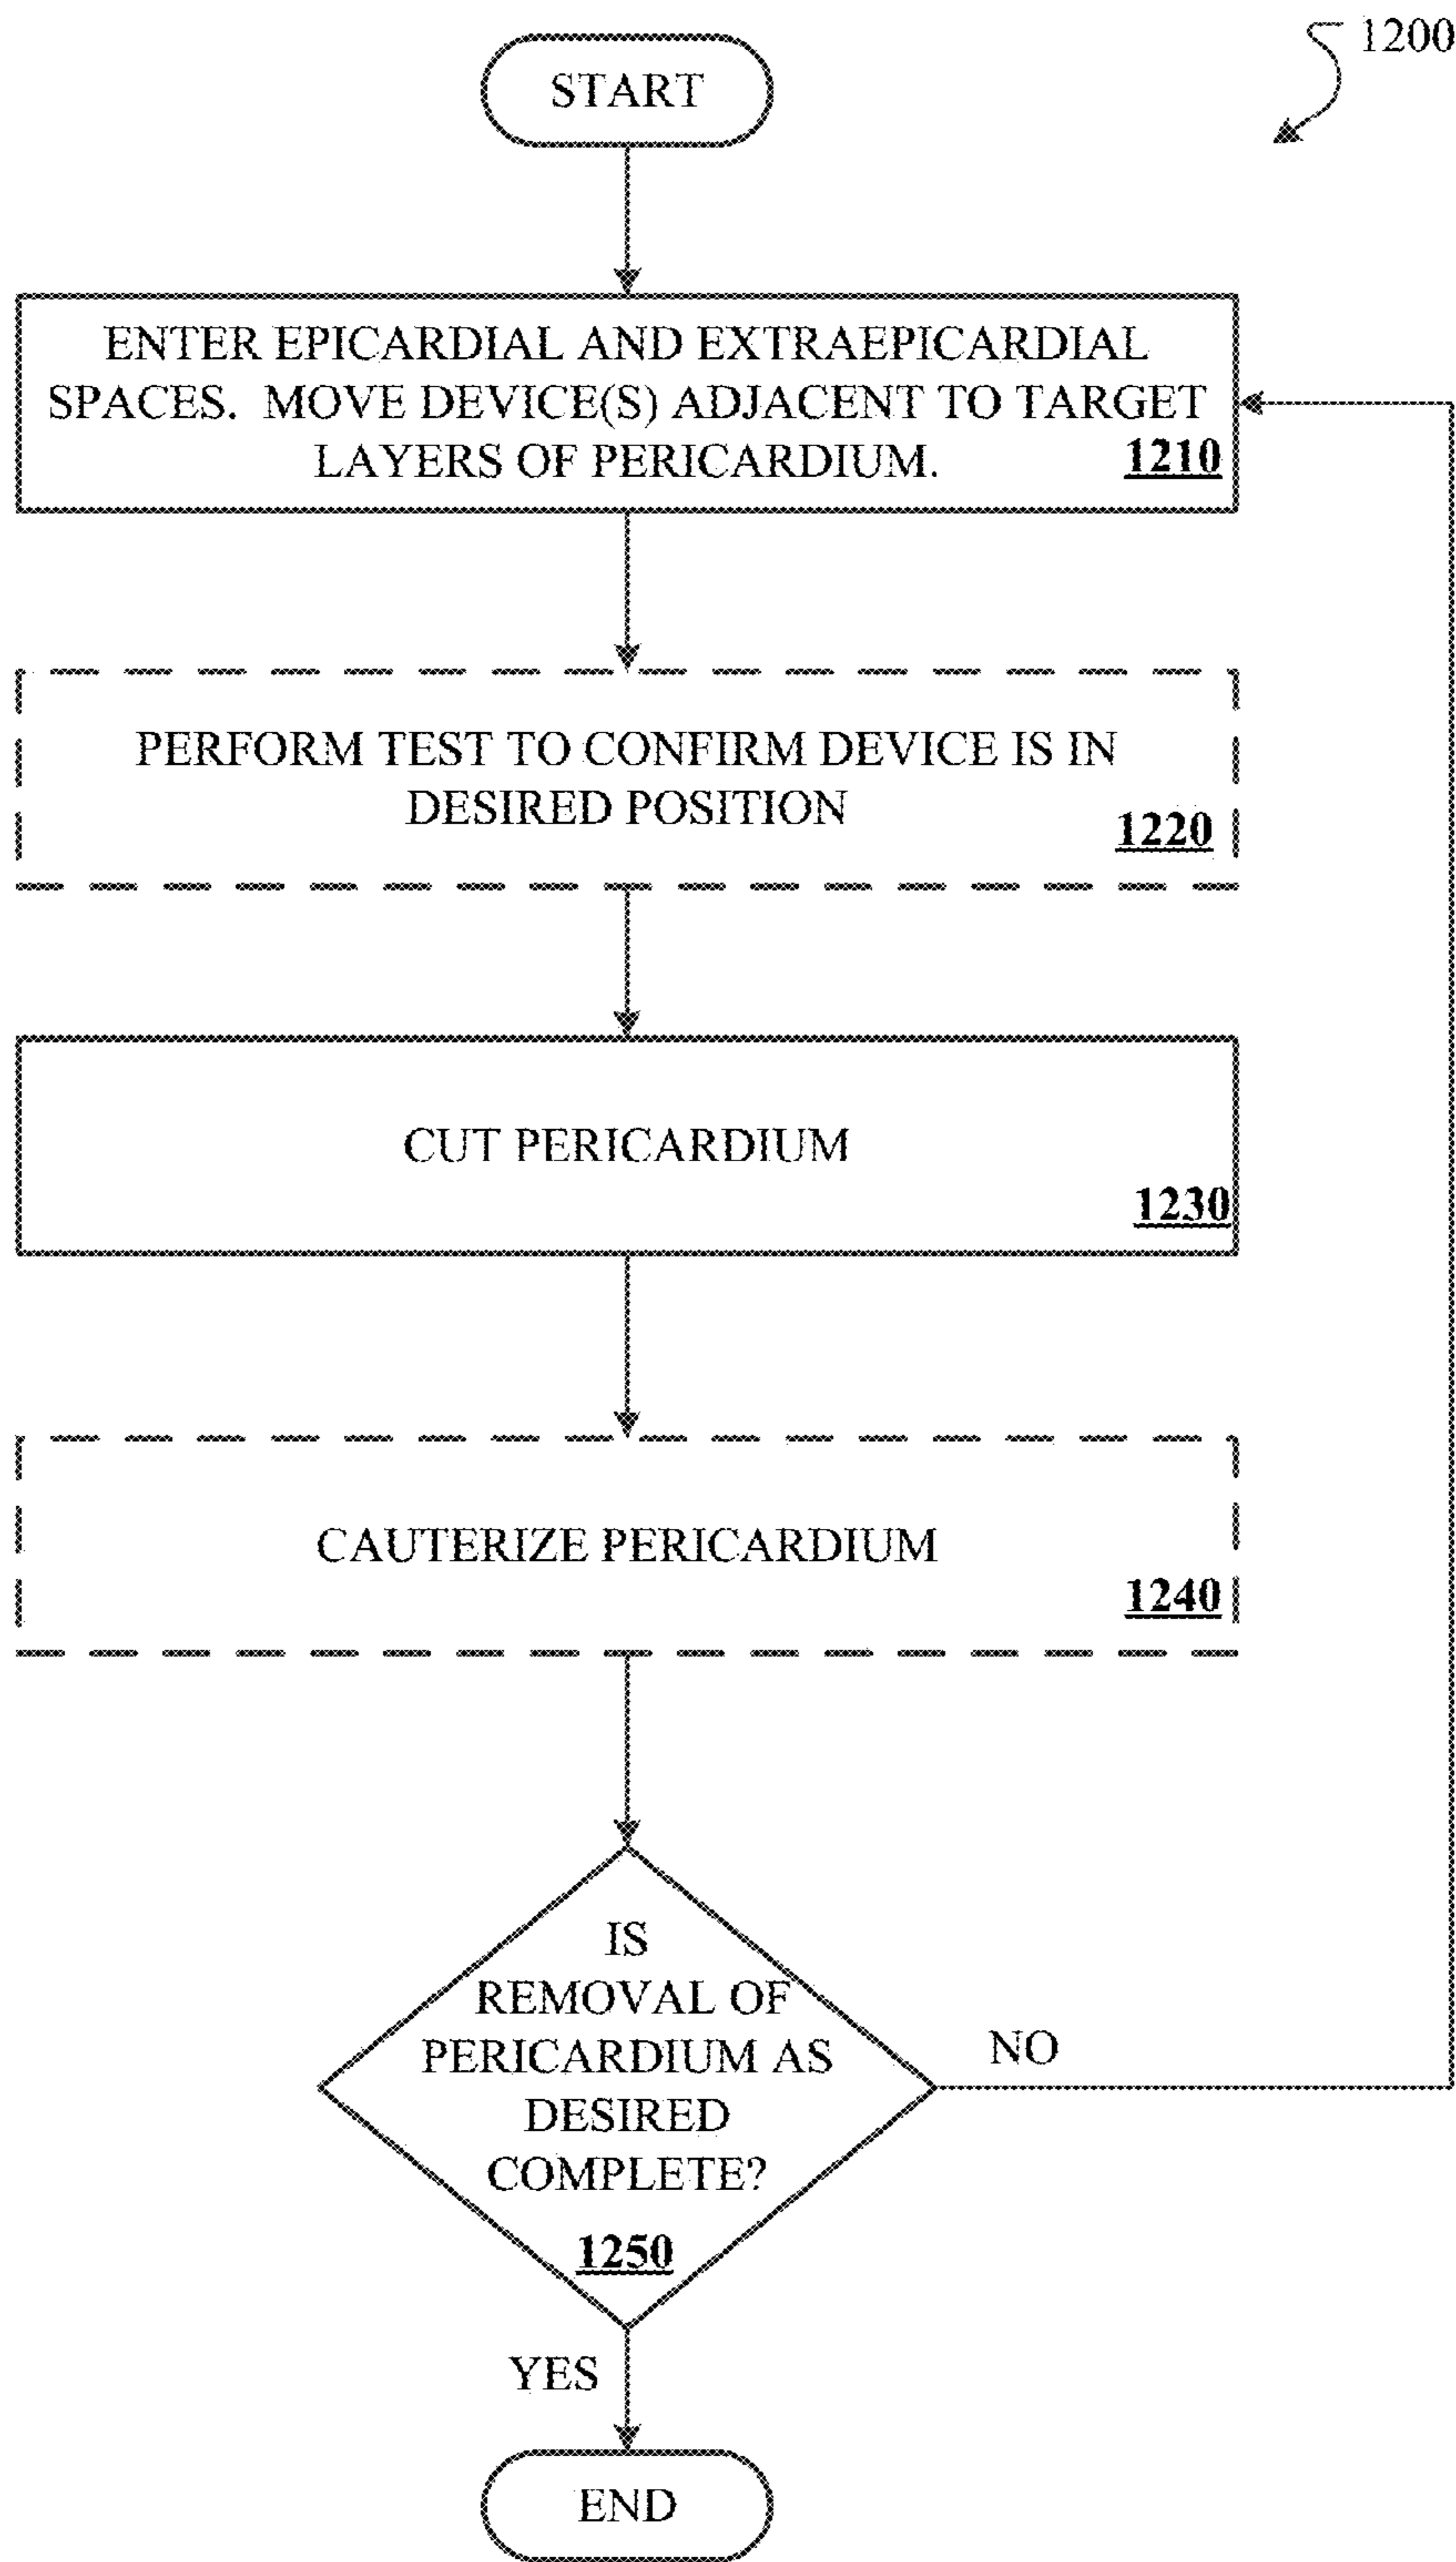 1200
START
ENTER EPICARDIAL AND EXTRAEPICARDIAL
SPACES. MOVE DEVICE(S) ADJACENT TO TARGET
LAYERS OF PERICARDIUM.
1210
PERFORM TEST TO CONFIRM DEVICE IS IN
DESIRED POSITION
1220
CUT PERICARDIUM
1230
CAUTERIZE PERICARDIUM
1240
IS
REMOVAL OF
PERICARDIUM AS
DESIRED
COMPLETE?
1250
NO
YES
END